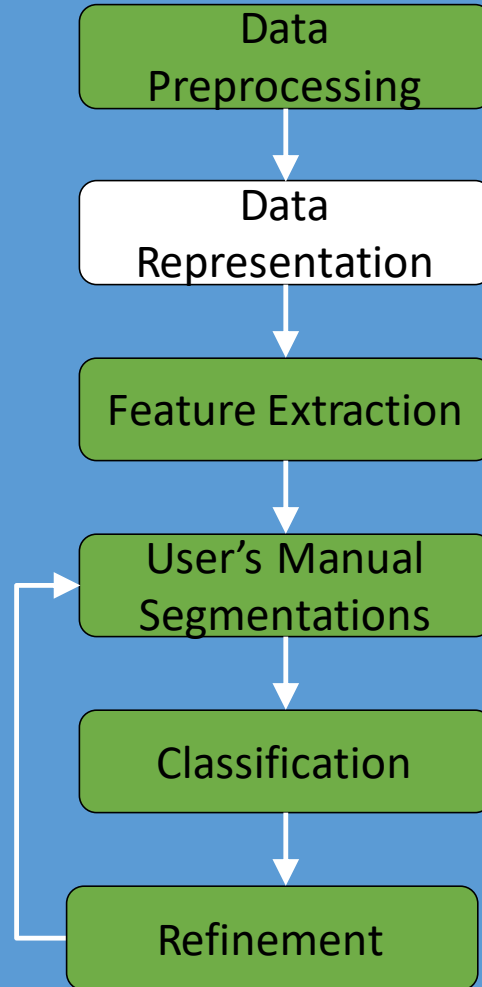 Data
Preprocessing
Data
Representation
Feature Extraction
User’s Manual
Segmentations
Classification
Refinement